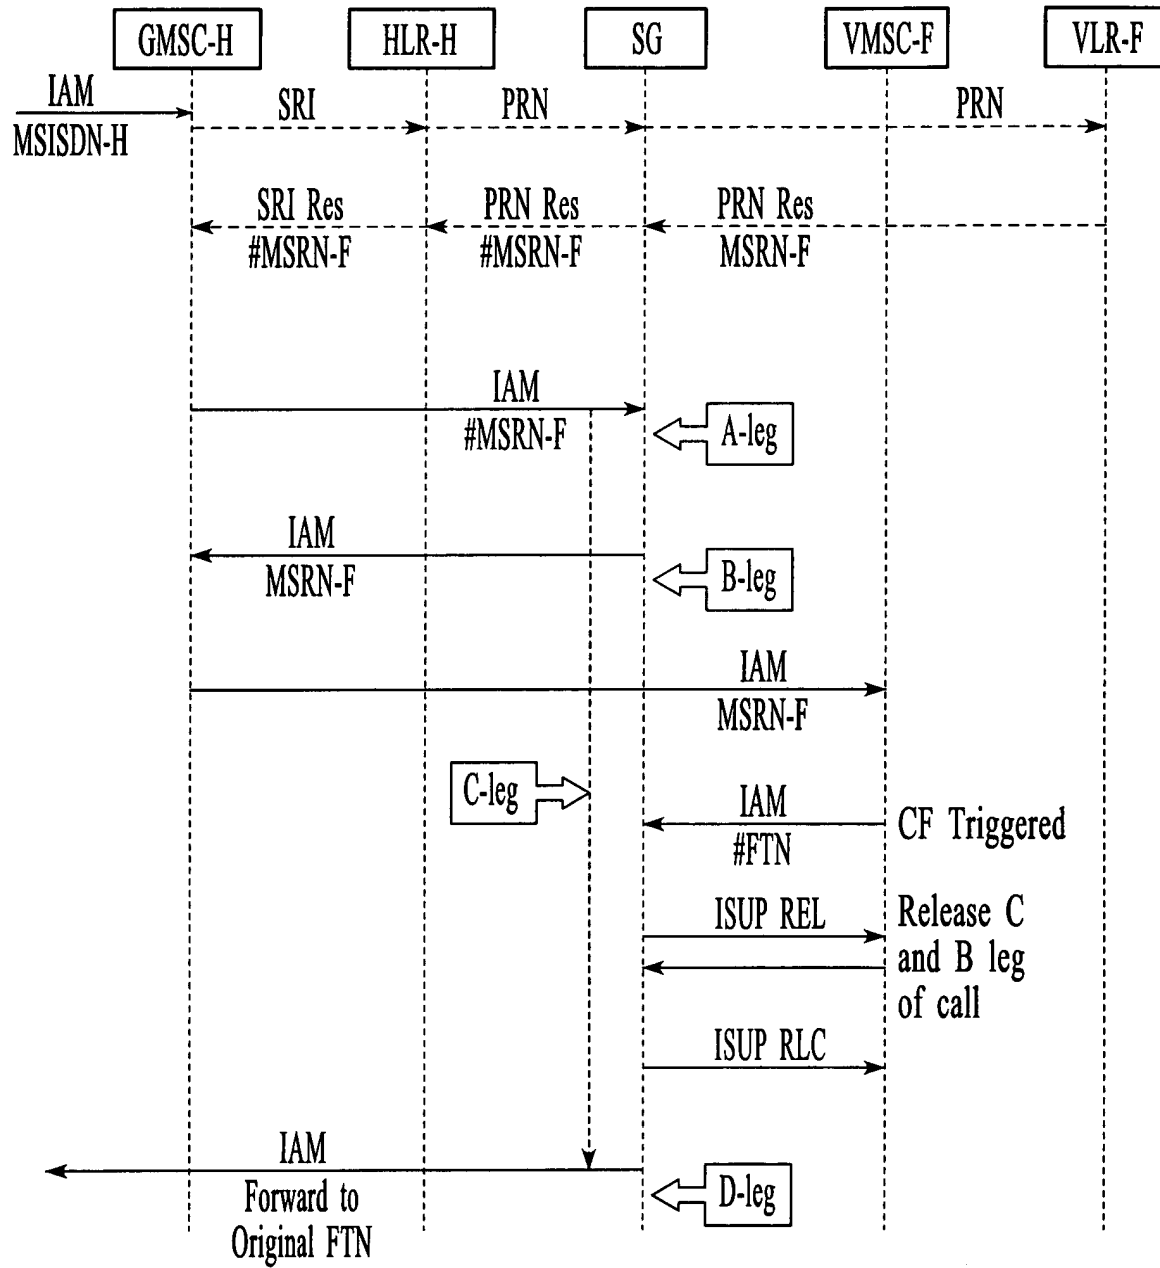 GMSC-H
HLR-H
SG
VMSC-F
VLR-F
IAM
MSISDN-H
SRI
PRN
PRN
SRI Res
#MSRN-F
PRN Res
#MSRN-F
PRN Res
MSRN-F
IAM
#MSRN-F
A-leg
IAM
MSRN-F
B-leg
IAM
MSRN-F
C-leg
IAM
#FTN
CF Triggered
ISUP REL
Release C
and B leg
of call
ISUP RLC
IAM
Forward to
Original FTN
D-leg